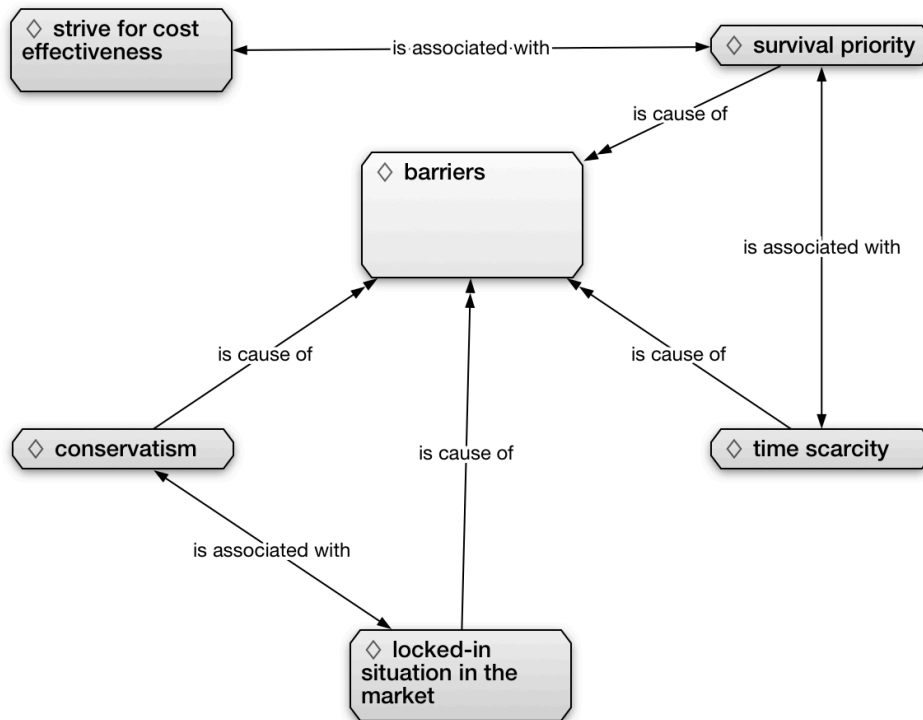 ◇ strive for cost
effectiveness
is associated with
◇ survival priority
is cause of
◇ barriers
is associated with
is cause of
is cause of
◇ conservatism
is cause of
◇ time scarcity
is associated with
◇ locked-in
situation in the
market